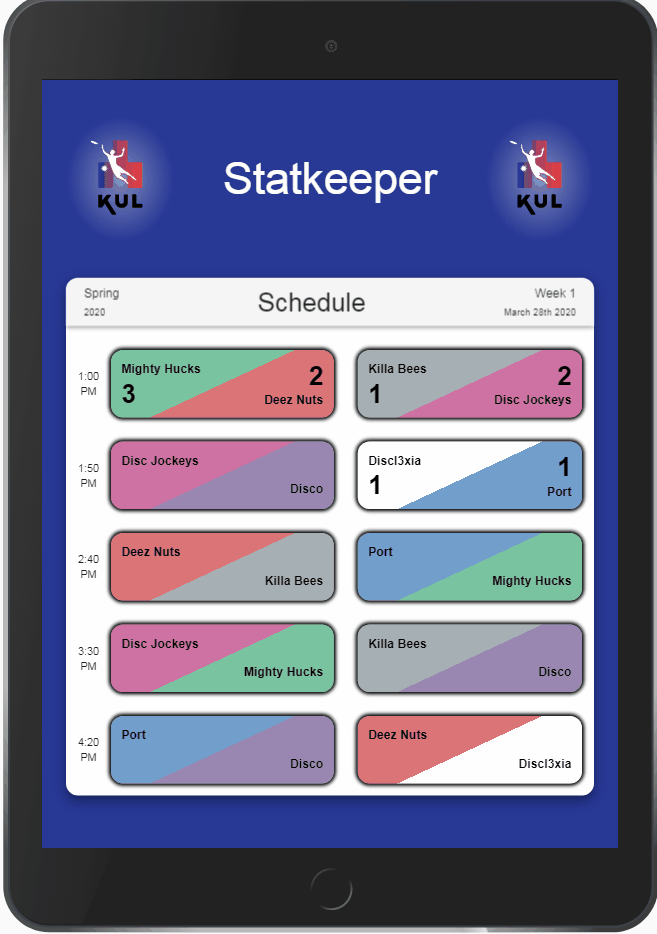 KUL
Statkeeper
KUL
Spring
2020
Schedule
Week 1
March 28th 2020
1:00
PM
Mighty Hucks
3
2
Deez Nuts
Killa Bees
1
2
Disc Jockeys
1:50
PM
Disc Jockeys
Disco
Discl3xia
1
1
Port
2:40
PM
Deez Nuts
Killa Bees
Port
Mighty Hucks
3:30
PM
Disc Jockeys
Mighty Hucks
Killa Bees
Disco
4:20
PM
Port
Disco
Deez Nuts
Discl3xia